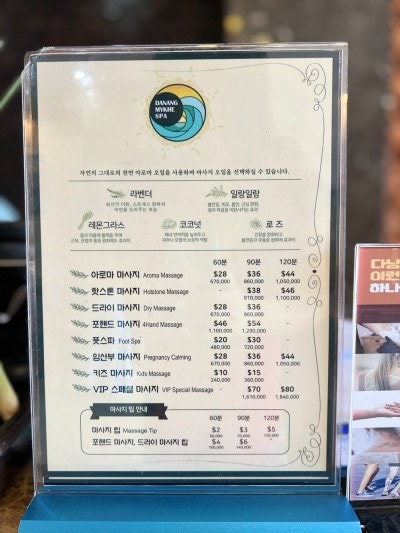 DANANG
MYKHE
SPA
자연의 그대로의 천연 아로마 오일을 사용하며 마사지 오일을 선택하실 수 있습니다.
라벤더
일랑일랑
레몬그라스
코코넛
로즈
60분 90분 120분
아로마 마사지 Aroma Massage $28 $36 $44
670,000 860,000 1,050,000
핫스톤 마사지 Hotstone Massage - $38 $46
910,000 1,100,000
드라이 마사지 Dry Massage $28 $36 -
670,000 860,000
포핸드 마사지 4Hand Massage $46 $54 -
1,100,000 1,290,000
풋스파 Foot Spa $20 $30 -
480,000 720,000
임산부 마사지 Pregnancy Calming $28 $36 $44
670,000 860,000 1,050,000
키즈 마사지 Kids Massage $10 $15 -
240,000 360,000
VIP 스페셜 마사지 VIP Special Massage - $70 $80
1,610,000 1,840,000
마사지 팁 안내
60분 90분 120분
마사지 팁 Massage Tip $2 $3 $5
포핸드 마사지, 드라이 마사지 팁 $4 $6 -
다낭
이런
하나